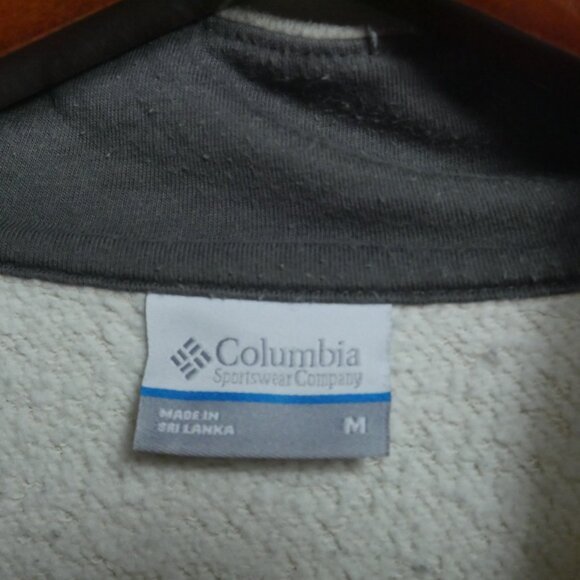 Columbia
Sportswear Company
MADE IN
SRI LANKA
M